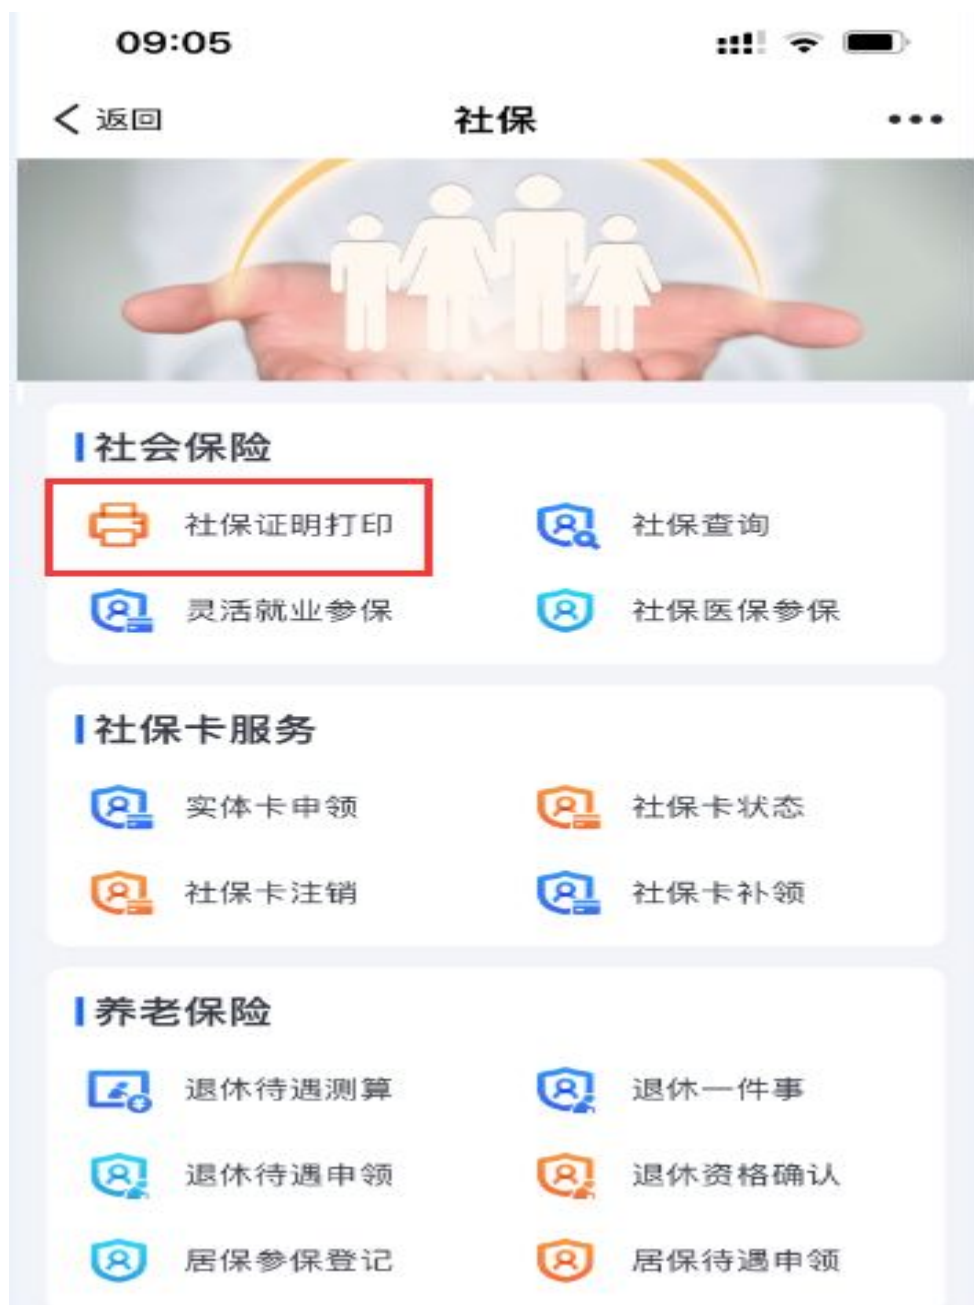 09:05
返回
社保
社会保险
社保证明打印
社保查询
灵活就业参保
社保医保参保
社保卡服务
实体卡申领
社保卡状态
社保卡注销
社保卡补领
养老保险
退休待遇测算
退休一件事
退休待遇申领
退休资格确认
居保参保登记
居保待遇申领